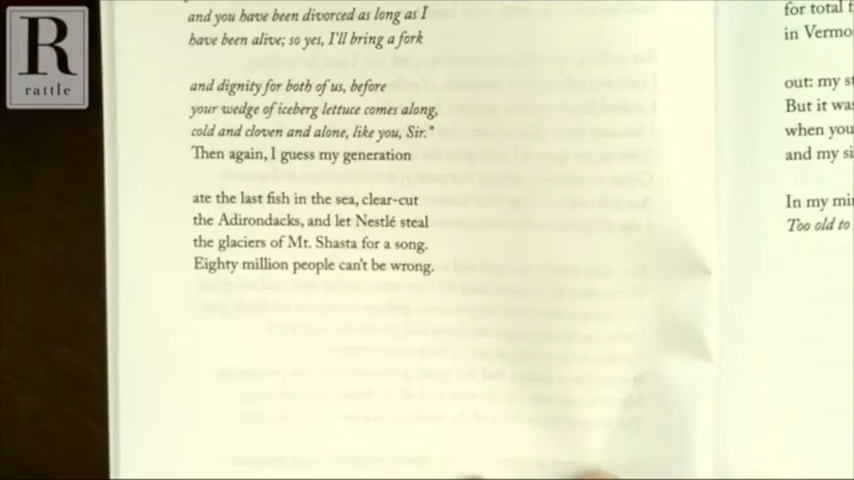 R
rattle
and you have been divorced as long as I
have been alive; so yes, I'll bring a fork
and dignity for both of us, before
your wedge of iceberg lettuce comes along,
cold and cloven and alone, like you, Sir."
Then again, I guess my generation
ate the last fish in the sea, clear-cut
the Adirondacks, and let Nestlé steal
the glaciers of Mt. Shasta for a song.
Eighty million people can't be wrong.
for total
in Vermo
out: my
But it was
when you
and my
In my
Too old to